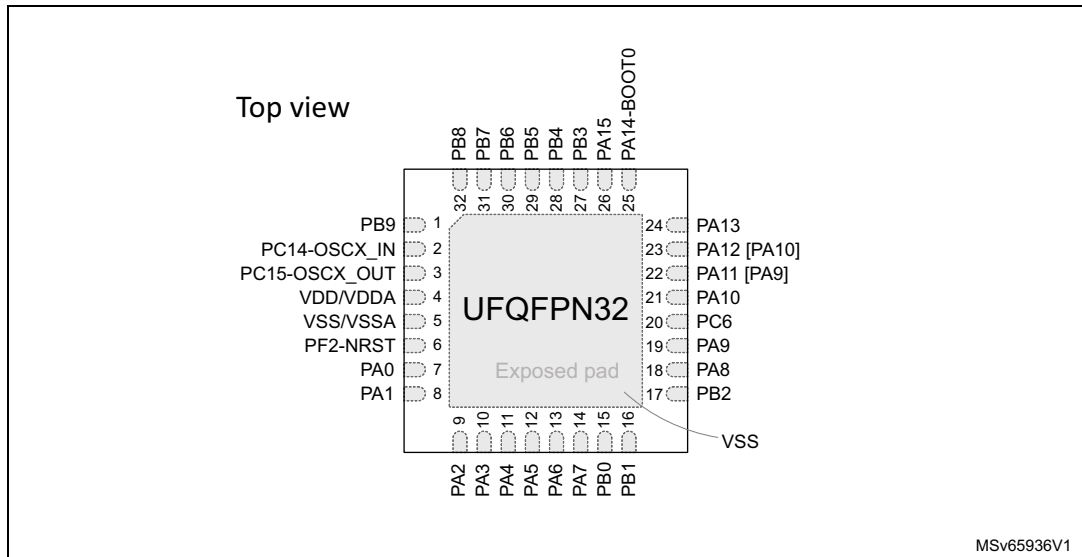 Top view
PB8
PB7
PB6
PB5
PB4
PB3
PA15
PA14-BOOT0
32
31
30
29
28
27
26
25
PB9 1
PC14-OSCX_IN 2
PC15-OSCX_OUT 3
VDD/VDDA 4
VSS/VSSA 5
PF2-NRST 6
PA0 7
PA1 8
UFQFPN32
Exposed pad
24 PA13
23 PA12 [PA10]
22 PA11 [PA9]
21 PA10
20 PC6
19 PA9
18 PA8
17 PB2
VSS
9
10
11
12
13
14
15
16
PA2
PA3
PA4
PA5
PA6
PA7
PB0
PB1
MSv65936V1